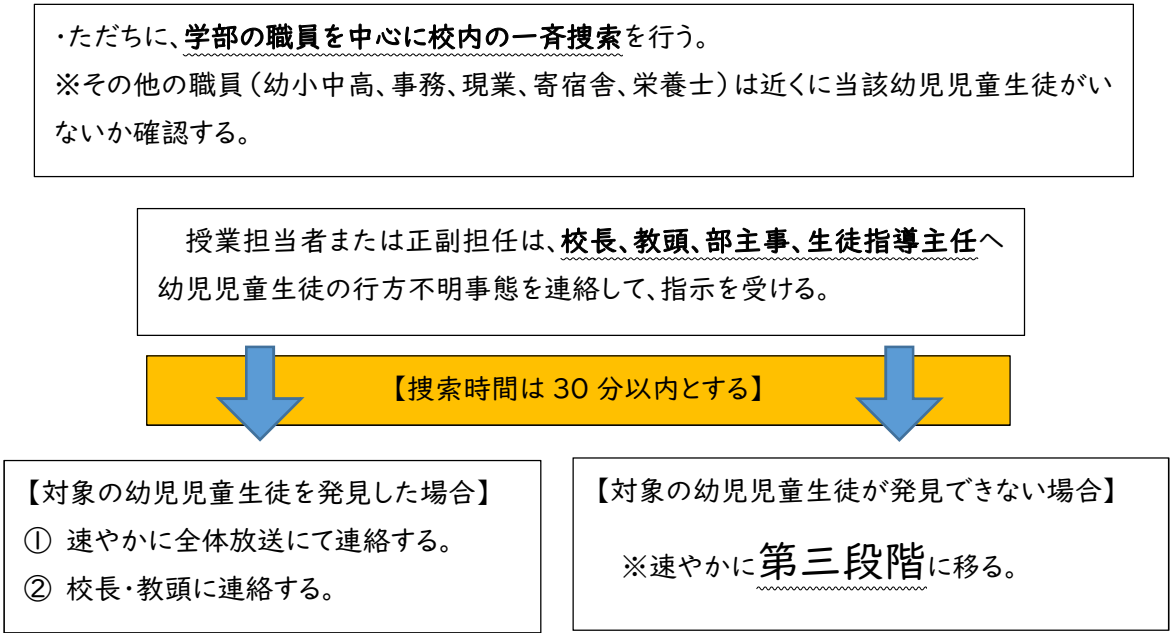 ・ただちに、学部の職員を中心に校内の一斉捜索を行う。
※その他の職員(幼小中高、事務、現業、寄宿舎、栄養士)は近くに当該幼児児童生徒がい
ないか確認する。
授業担当者または正副担任は、校長、教頭、部主事、生徒指導主任へ
幼児児童生徒の行方不明事態を連絡して、指示を受ける。
【捜索時間は 30 分以内とする】
【対象の幼児児童生徒を発見した場合】
① 速やかに全体放送にて連絡する。
② 校長・教頭に連絡する。
【対象の幼児児童生徒が発見できない場合】
※速やかに第三段階に移る。